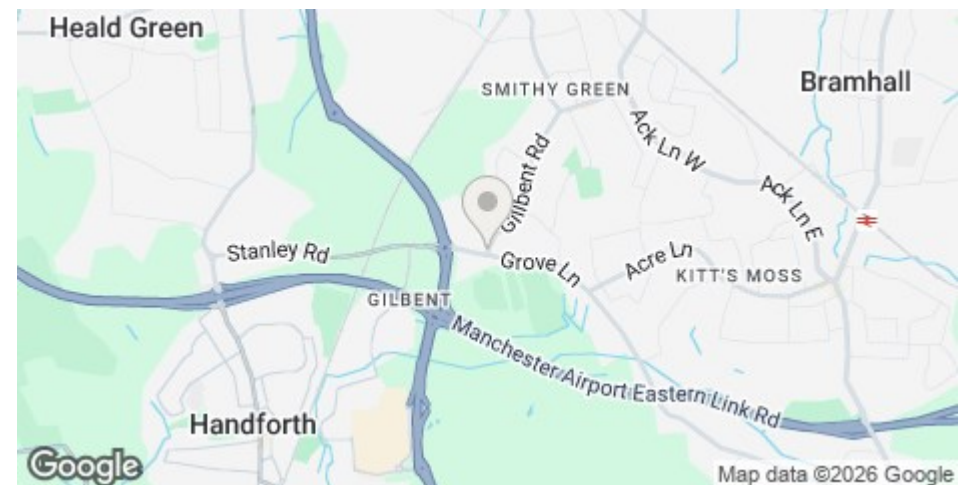 Heald Green
Bramhall
SMITHY GREEN
Ack Ln W
Gilbent Rd
Ack Ln E
Stanley Rd
Grove Ln
Acre Ln
KITT'S MOSS
GILBENT
Manchester Airport Eastern Link Rd
Handforth
Google
Map data ©2026 Google